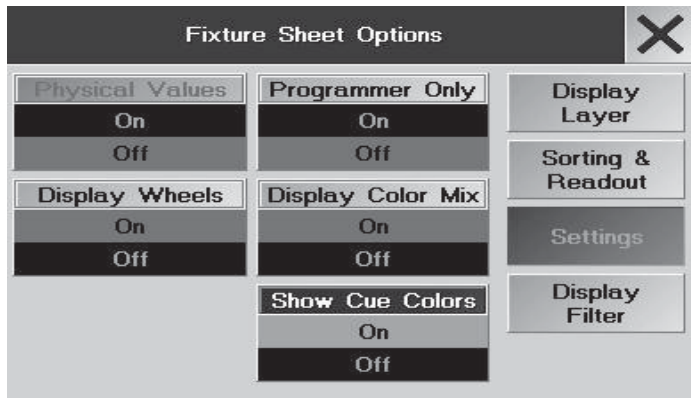 Fixture Sheet Options
Physical Values
On
Off
Programmer Only
On
Off
Display
Layer
Sorting &
Readout
Display Wheels
On
Off
Display Color Mix
On
Off
Settings
Show Cue Colors
On
Off
Display
Filter